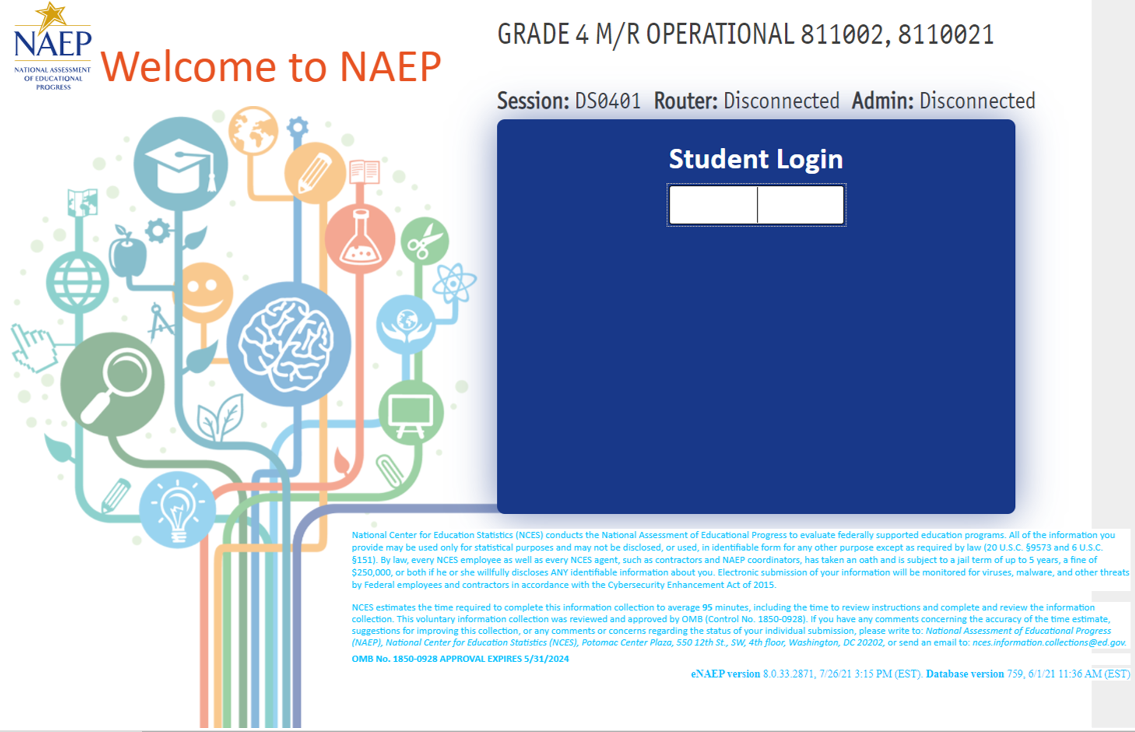 NAEP
NATIONAL ASSESSMENT
OF EDUCATIONAL
PROGRESS
Welcome to NAEP
GRADE 4 M/R OPERATIONAL 811002, 8110021
Session: DS0401 Router: Disconnected Admin: Disconnected
Student Login
National Center for Education Statistics (NCES) conducts the National Assessment of Educational Progress to evaluate federally supported education programs. All of the information you
provide may be used only for statistical purposes and may not be disclosed, or used, in identifiable form for any other purpose except as required by law (20 U.S.C. §9573 and 6 U.S.C.
§151). By law, every NCES employee as well as every NCES agent, such as contractors and NAEP coordinators, has taken an oath and is subject to a jail term of up to 5 years, a fine of
$250,000, or both if he or she willfully discloses ANY identifiable information about you. Electronic submission of your information will be monitored for viruses, malware, and other threats
by Federal employees and contractors in accordance with the Cybersecurity Enhancement Act of 2015.
NCES estimates the time required to complete this information collection to average 95 minutes, including the time to review instructions and complete and review the information
collection. This voluntary information collection was reviewed and approved by OMB (Control No. 1850-0928). If you have any comments concerning the accuracy of the time estimate,
suggestions for improving this collection, or any comments or concerns regarding the status of your individual submission, please write to: National Assessment of Educational Progress
(NAEP), National Center for Education Statistics (NCES), Potomac Center Plaza, 550 12th St., SW, 4th floor, Washington, DC 20202, or send an email to: nces.information.collections@ed.gov.
OMB No. 1850-0928 APPROVAL EXPIRES 5/31/2024
eNAEP version 8.0.33.2871, 7/26/21 3:15 PM (EST). Database version 759, 6/1/21 11:36 AM (EST)